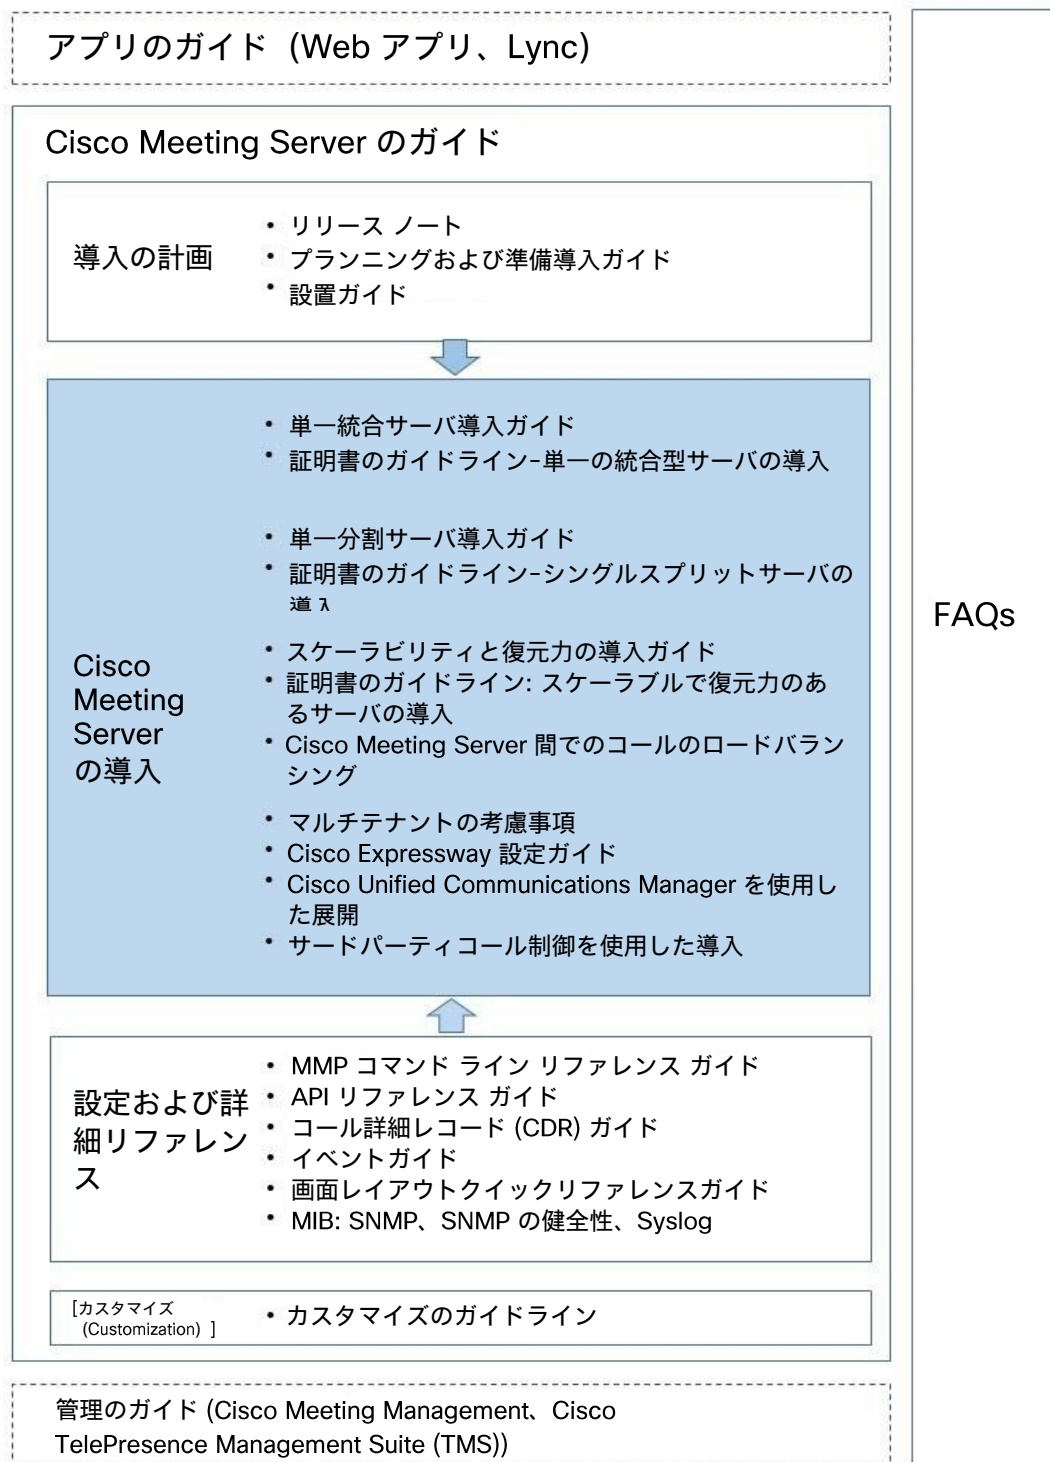 アプリのガイド (Web アプリ、Lync)
Cisco Meeting Server のガイド
導入の計画
• リリース ノート
• プランニングおよび準備導入ガイド
• 設置ガイド
Cisco
Meeting
Server
の導入
• 単一統合サーバ導入ガイド
• 証明書のガイドライン-単一の統合型サーバの導入
• 単一分割サーバ導入ガイド
• 証明書のガイドライン-シングルスプリットサーバの
導入
• スケーラビリティと復元力の導入ガイド
• 証明書のガイドライン: スケーラブルで復元力のあ
るサーバの導入
• Cisco Meeting Server 間でのコールのロードバラン
シング
• マルチテナントの考慮事項
• Cisco Expressway 設定ガイド
• Cisco Unified Communications Manager を使用し
た展開
• サードパーティコール制御を使用した導入
設定および詳
細リファレン
ス
• MMP コマンド ライン リファレンス ガイド
• API リファレンス ガイド
• コール詳細レコード (CDR) ガイド
• イベントガイド
• 画面レイアウトクイックリファレンスガイド
• MIB: SNMP、SNMP の健全性、Syslog
[カスタマイズ
(Customization) ]
• カスタマイズのガイドライン
管理のガイド (Cisco Meeting Management、Cisco
TelePresence Management Suite (TMS))
FAQs